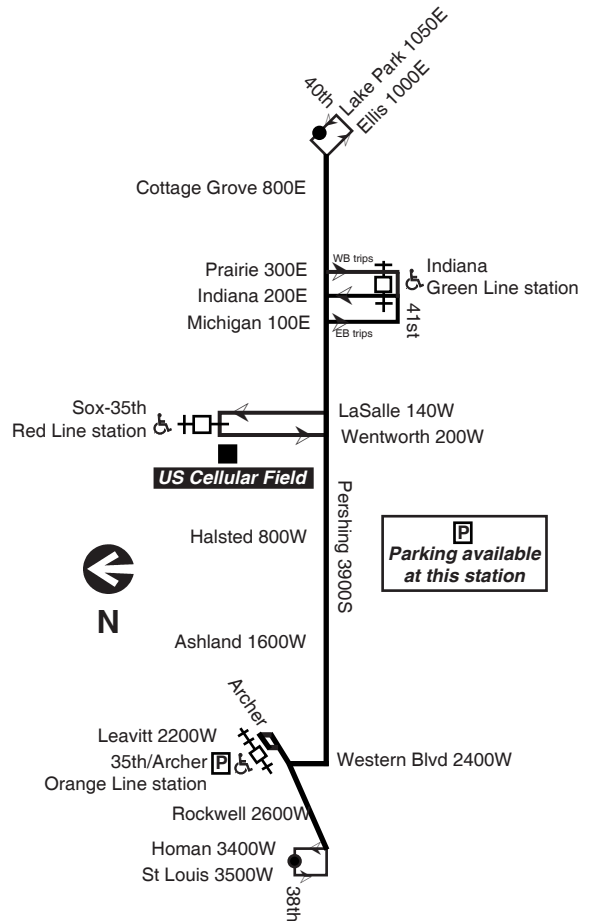 40th
Lake Park 1050E
Ellis 1000E
Cottage Grove 800E
WB trips
Prairie 300E
Indiana
Green Line station
Indiana 200E
Michigan 100E
EB trips
41st
Sox-35th
Red Line station
LaSalle 140W
Wentworth 200W
US Cellular Field
Pershing 3900S
Halsted 800W
P
Parking available
at this station
N
Ashland 1600W
Archer
Leavitt 2200W
35th/Archer
Orange Line station
P
Western Blvd 2400W
Rockwell 2600W
Homan 3400W
St Louis 3500W
38th